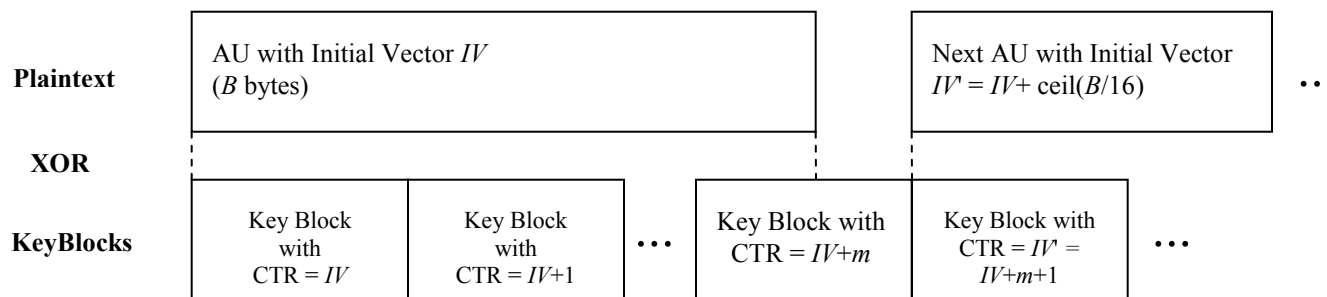 Plaintext
AU with Initial Vector IV
(B bytes)
Next AU with Initial Vector
IV' = IV+ ceil(B/16)
..
XOR
KeyBlocks
Key Block
with
CTR = IV
Key Block
with
CTR = IV+1
...
Key Block with
CTR = IV+m
Key Block with
CTR = IV' =
IV+m+1
...